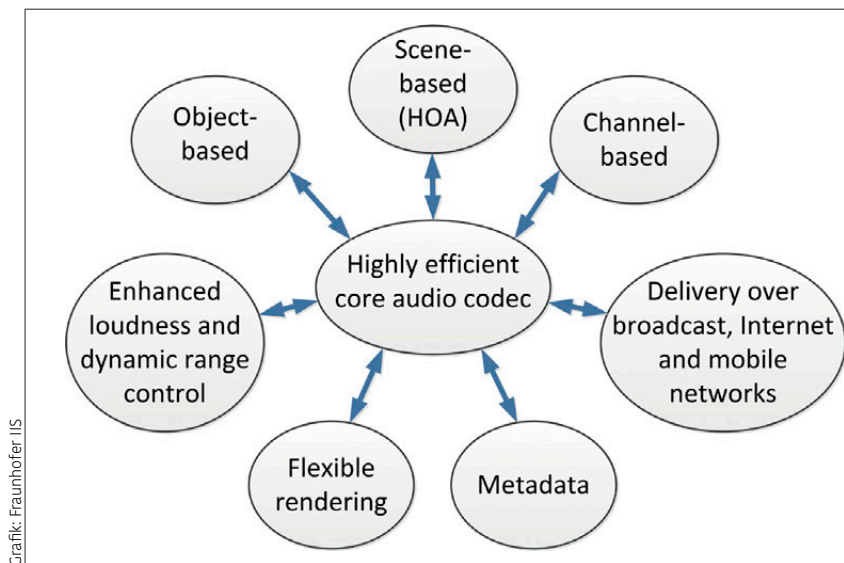 Scene-
based
(HOA)
Object-
based
Channel-
based
Highly efficient
core audio codec
Enhanced
loudness and
dynamic range
control
Delivery over
broadcast, Internet
and mobile
networks
Flexible
rendering
Metadata
Grafik: Fraunhofer IIS